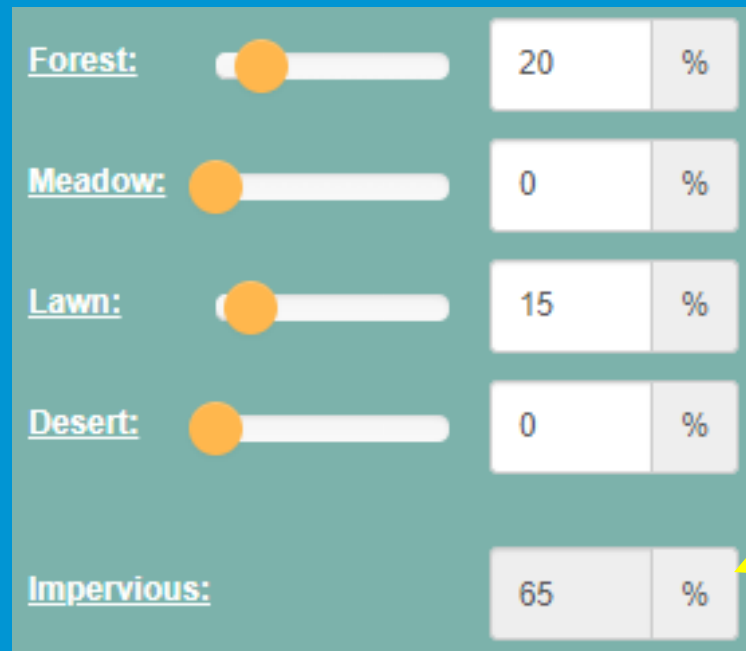 Forest: 20 %
Meadow: 0 %
Lawn: 15 %
Desert: 0 %
Impervious: 65 %